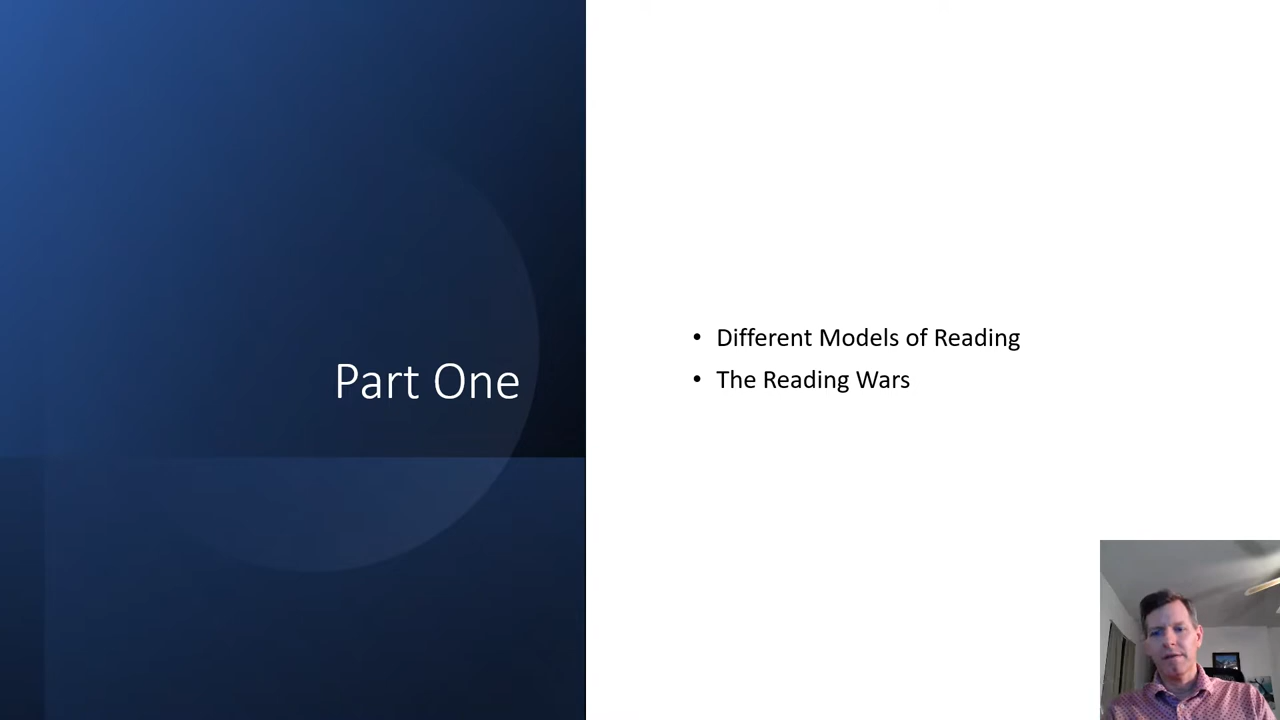 Part One
• Different Models of Reading
• The Reading Wars